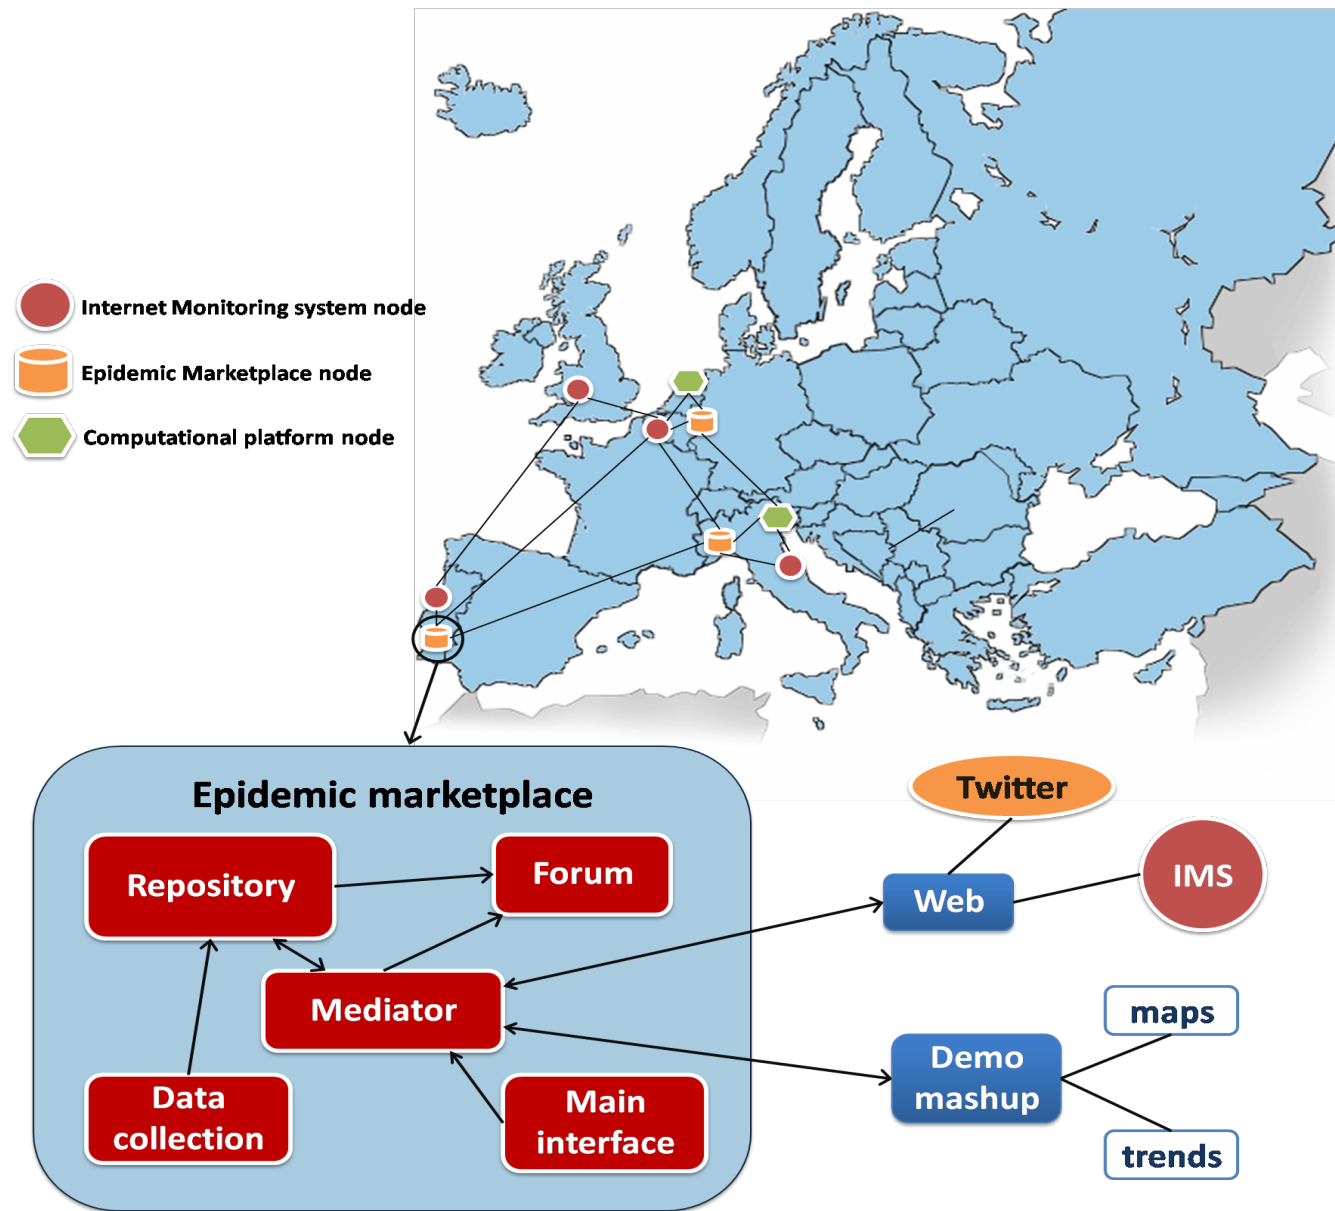 Internet Monitoring system node
Epidemic Marketplace node
Computational platform node
Epidemic marketplace
Twitter
Repository
Forum
Web
IMS
Mediator
maps
Demo
mashup
Data
collection
Main
interface
trends